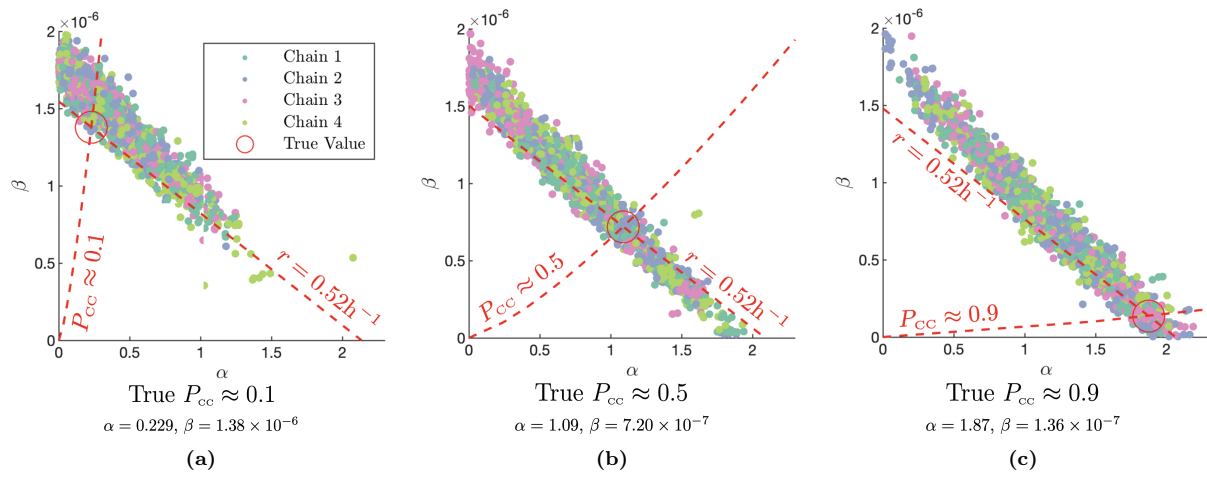 ×10⁻⁶
2
1.5
1
0.5
0
β
0 0.5 1 1.5 2
α
Chain 1
Chain 2
Chain 3
Chain 4
True Value
P_cc ≈ 0.1
r = 0.52h⁻¹
True P_cc ≈ 0.1
α = 0.229, β = 1.38 × 10⁻⁶
(a)
×10⁻⁶
2
1.5
1
0.5
0
β
0 0.5 1 1.5 2
α
P_cc ≈ 0.5
r = 0.52h⁻¹
True P_cc ≈ 0.5
α = 1.09, β = 7.20 × 10⁻⁷
(b)
×10⁻⁶
2
1.5
1
0.5
0
β
0 0.5 1 1.5 2
α
r = 0.52h⁻¹
P_cc ≈ 0.9
True P_cc ≈ 0.9
α = 1.87, β = 1.36 × 10⁻⁷
(c)